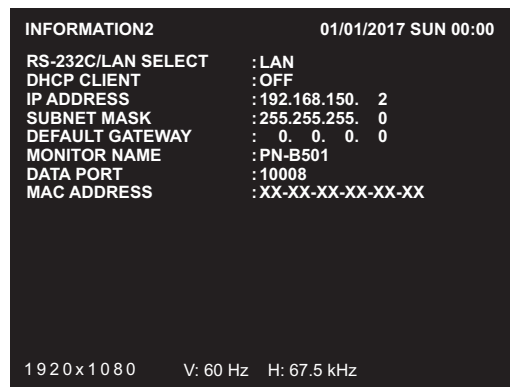 INFORMATION2 01/01/2017 SUN 00:00
RS-232C/LAN SELECT :LAN
DHCP CLIENT :OFF
IP ADDRESS :192.168.150. 2
SUBNET MASK :255.255.255. 0
DEFAULT GATEWAY : 0. 0. 0. 0
MONITOR NAME :PN-B501
DATA PORT :10008
MAC ADDRESS :XX-XX-XX-XX-XX-XX
1920x1080 V: 60 Hz H: 67.5 kHz